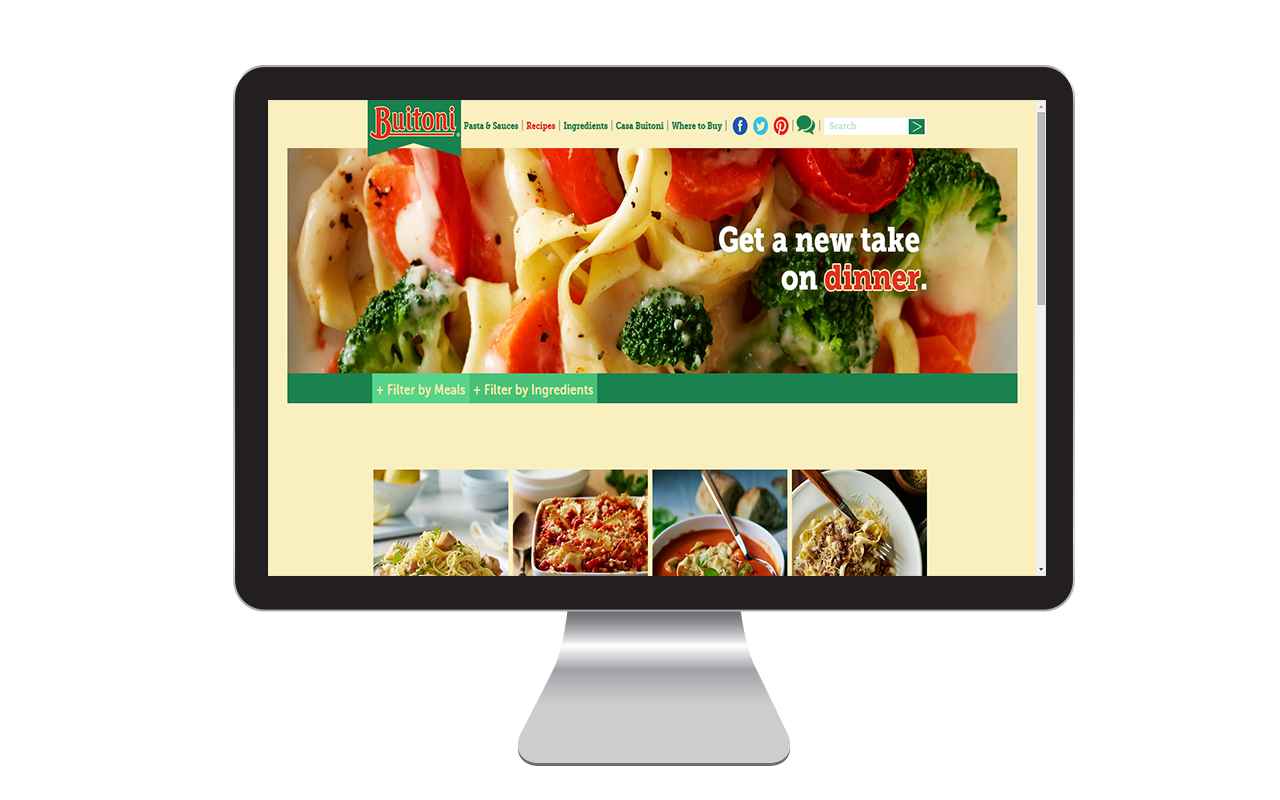 Buitoni®
Pasta & Sauces | Recipes | Ingredients | Casa Buitoni | Where to Buy |
Search
Get a new take
on dinner.
+ Filter by Meals + Filter by Ingredients